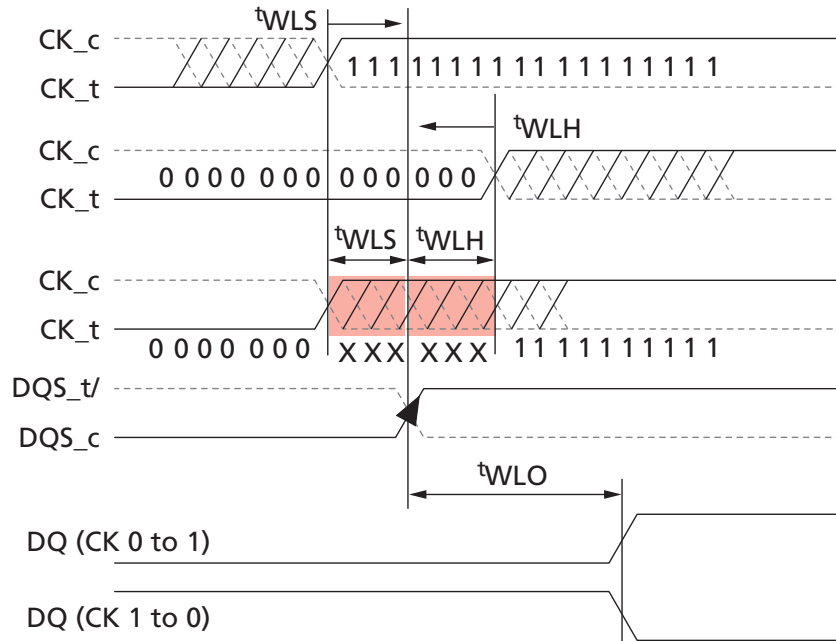 tWLS
CK_c
1 1 1 1 1 1 1 1 1 1 1 1 1 1 1 1 1
CK_t
tWLH
CK_c
0 0 0 0 0 0 0 0 0 0 0 0 0
CK_t
tWLS tWLH
CK_c
CK_t
0 0 0 0 0 0 0 X X X X X X 1 1 1 1 1 1 1 1 1
DQS_t/
DQS_c
tWLO
DQ (CK 0 to 1)
DQ (CK 1 to 0)